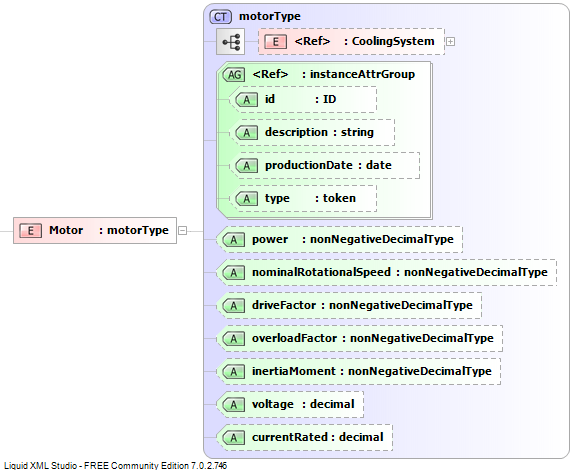 CT motorType
E <Ref> : CoolingSystem
AG <Ref> : instanceAttrGroup
A id : ID
A description : string
A productionDate : date
A type : token
E Motor : motorType
A power : nonNegativeDecimalType
A nominalRotationalSpeed : nonNegativeDecimalType
A driveFactor : nonNegativeDecimalType
A overloadFactor : nonNegativeDecimalType
A inertiaMoment : nonNegativeDecimalType
A voltage : decimal
A currentRated : decimal
Liquid XML Studio - FREE Community Edition 7.0.2.746